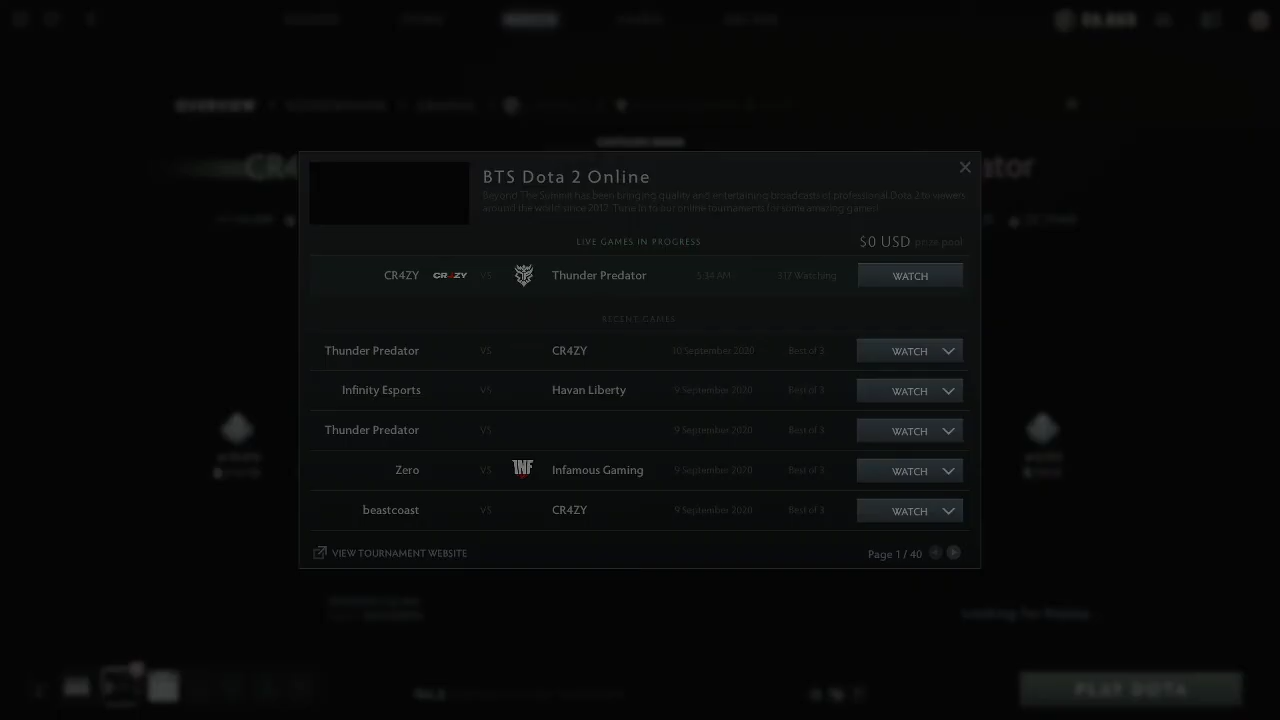 BTS Dota 2 Online
Beyond The Summit has been bringing quality and entertaining broadcasts of professional Dota 2 to viewers
around the world since 2012. Tune in to our online tournaments for some amazing games!
LIVE GAMES IN PROGRESS
$0 USD prize pool
CR4ZY CR4ZY VS Thunder Predator 5:34 AM 317 Watching WATCH
RECENT GAMES
Thunder Predator VS CR4ZY 10 September 2020 Best of 3 WATCH
Infinity Esports VS Havan Liberty 9 September 2020 Best of 3 WATCH
Thunder Predator VS 9 September 2020 Best of 3 WATCH
Zero VS INF Infamous Gaming 9 September 2020 Best of 3 WATCH
beastcoast VS CR4ZY 9 September 2020 Best of 3 WATCH
VIEW TOURNAMENT WEBSITE
Page 1 / 40
PLAY DOTA